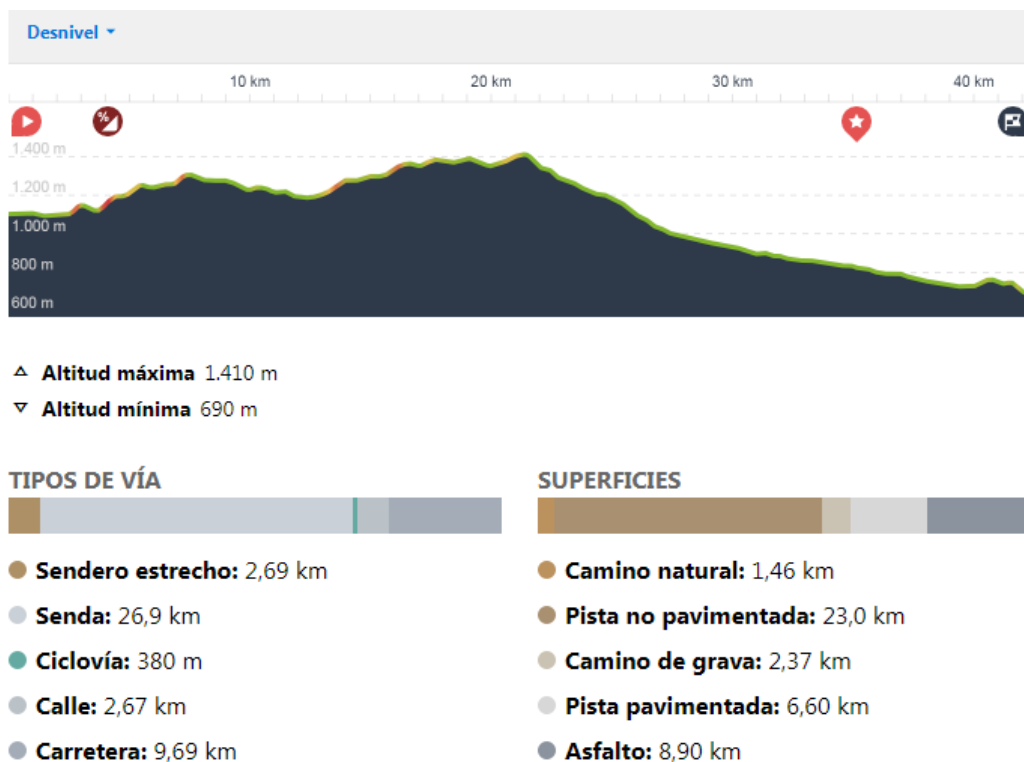 Desnivel
10 km 20 km 30 km 40 km
%
1.400 m
1.200 m
1.000 m
800 m
600 m
Altitud máxima 1.410 m
Altitud mínima 690 m
TIPOS DE VÍA
Sendero estrecho: 2,69 km
Senda: 26,9 km
Ciclovía: 380 m
Calle: 2,67 km
Carretera: 9,69 km
SUPERFICIES
Camino natural: 1,46 km
Pista no pavimentada: 23,0 km
Camino de grava: 2,37 km
Pista pavimentada: 6,60 km
Asfalto: 8,90 km